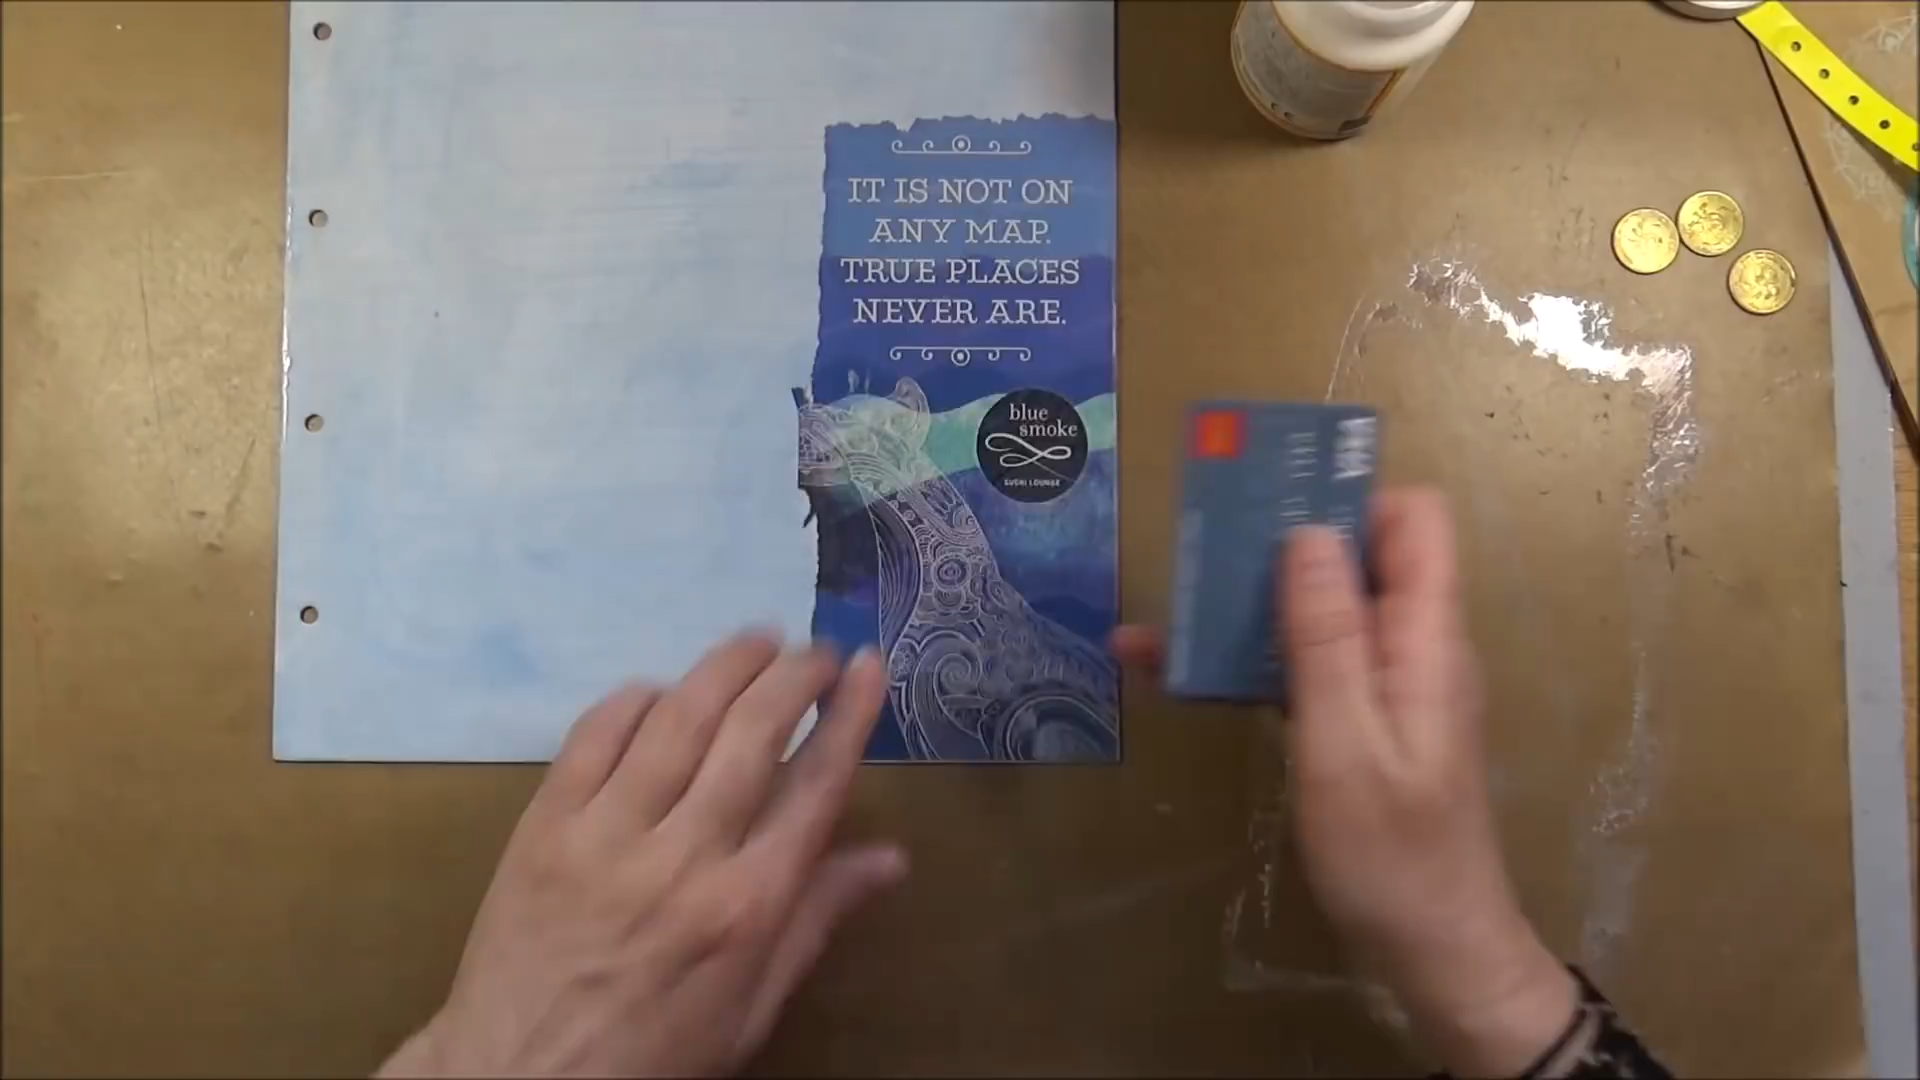 IT IS NOT ON
ANY MAP.
TRUE PLACES
NEVER ARE.
blue
smoke
SUSHI LOUNGE